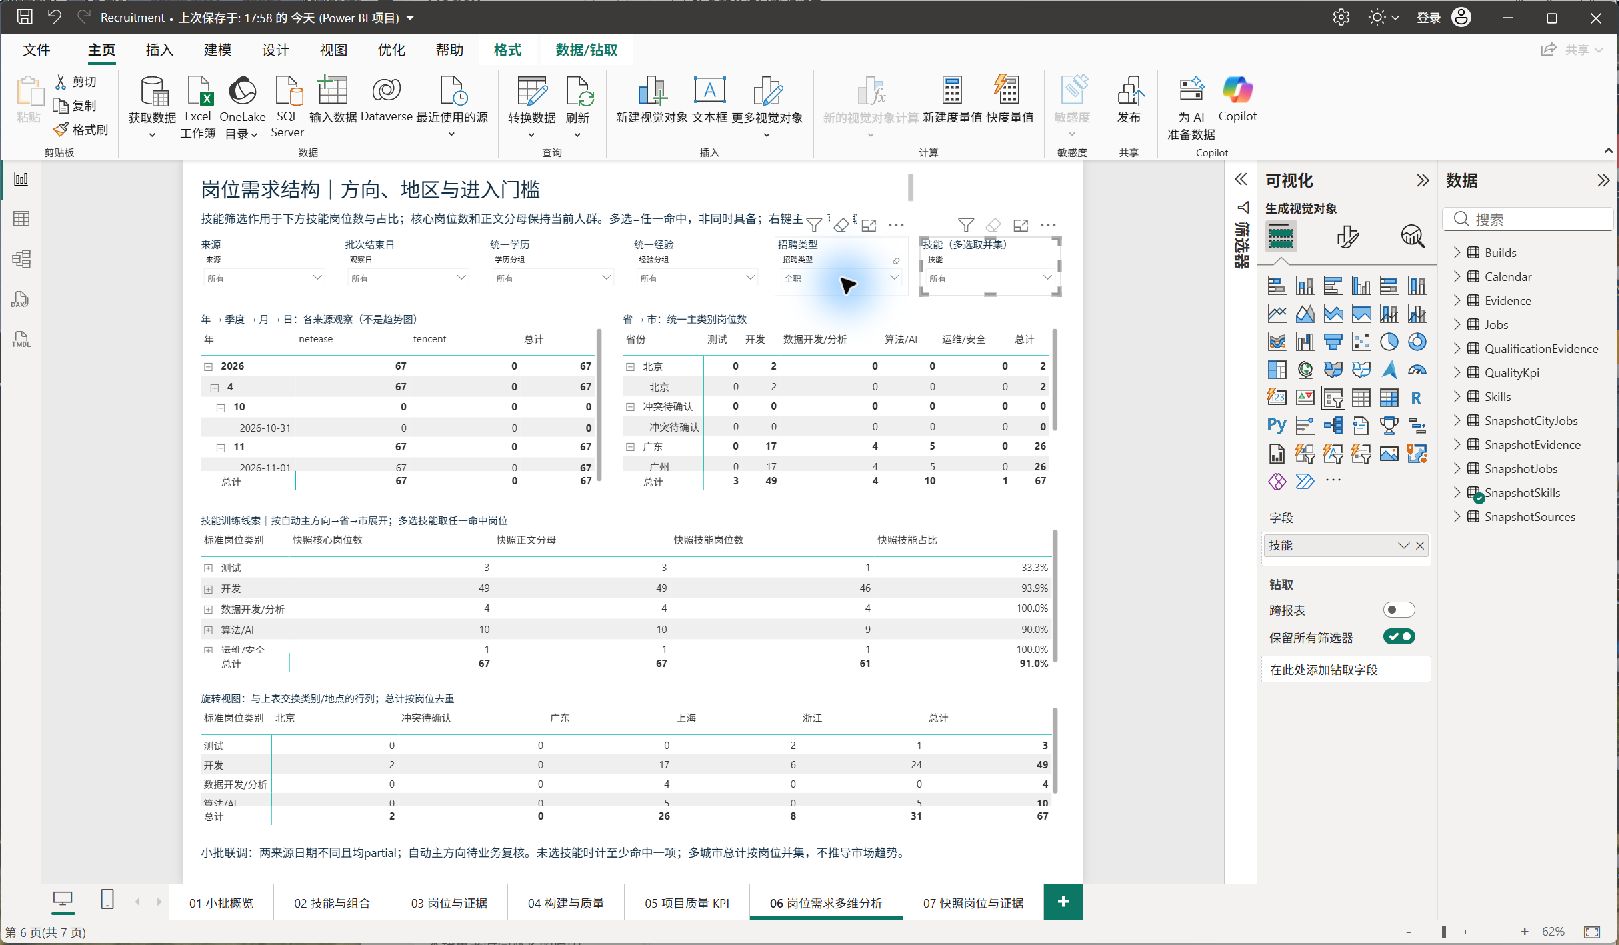 Recruitment • 上次保存于: 17:58 的 今天 (Power BI 项目)
登录
文件 主页 插入 建模 设计 视图 优化 帮助 格式 数据/钻取
共享
粘贴 剪切 复制 格式刷
获取数据 Excel 工作簿 OneLake 目录 SQL Server 输入数据 Dataverse 最近使用的源
转换数据 刷新
新建视觉对象 文本框 更多视觉对象
新的视觉对象计算 新建度量值 快度量值
敏感度 发布 为 AI 准备数据 Copilot
剪贴板 数据 查询 插入 计算 敏感度 共享 Copilot
岗位需求结构｜方向、地区与进入门槛
技能筛选作用于下方技能岗位数与占比；核心岗位数和正文分母保持当前人群。多选=任一命中，非同时具备；右键主
来源 批次结束日 统一学历 统一经验 招聘类型 技能（多选取并集）
来源 观察日 学历分组 经验分组 招聘类型 技能
所有 所有 所有 所有 全职 所有
年→季度→月→日：各来源观察（不是趋势图）
年 netease tencent 总计
2026 67 0 67
4 67 0 67
10 0 0 0
2026-10-31 0 0 0
11 67 0 67
2026-11-01 67 0 67
总计 67 0 67
省→市：统一主类别岗位数
省份 测试 开发 数据开发/分析 算法/AI 运维/安全 总计
北京 0 2 0 0 0 2
北京 0 2 0 0 0 2
冲突待确认 0 0 0 0 0 0
冲突待确认 0 0 0 0 0 0
广东 0 17 4 5 0 26
广州 0 17 4 5 0 26
总计 3 49 4 10 1 67
技能训练线索｜按自动主方向→省→市展开；多选技能取任一命中岗位
标准岗位类别 快照核心岗位数 快照正文分母 快照技能岗位数 快照技能占比
测试 3 3 1 33.3%
开发 49 49 46 93.9%
数据开发/分析 4 4 4 100.0%
算法/AI 10 10 9 90.0%
运维/安全 1 1 1 100.0%
总计 67 67 61 91.0%
旋转视图：与上表交换类别/地点的行列；总计按岗位去重
标准岗位类别 北京 冲突待确认 广东 上海 浙江 总计
测试 0 0 0 2 1 3
开发 2 0 17 6 24 49
数据开发/分析 0 0 4 0 0 4
算法/AI 0 0 5 0 5 10
总计 2 0 26 8 31 67
小批联调：两来源日期不同且均partial；自动主方向待业务复核。未选技能时计至少命中一项；多城市总计按岗位并集，不推导市场趋势。
筛选器
可视化
生成视觉对象
R
Py
字段
技能
钻取
跨报表
保留所有筛选器
在此处添加钻取字段
数据
搜索
Builds
Calendar
Evidence
Jobs
QualificationEvidence
QualityKpi
Skills
SnapshotCityJobs
SnapshotEvidence
SnapshotJobs
SnapshotSkills
SnapshotSources
01 小批概览 02 技能与组合 03 岗位与证据 04 构建与质量 05 项目质量 KPI 06 岗位需求多维分析 07 快照岗位与证据 +
第 6 页(共 7 页)
- + 62%